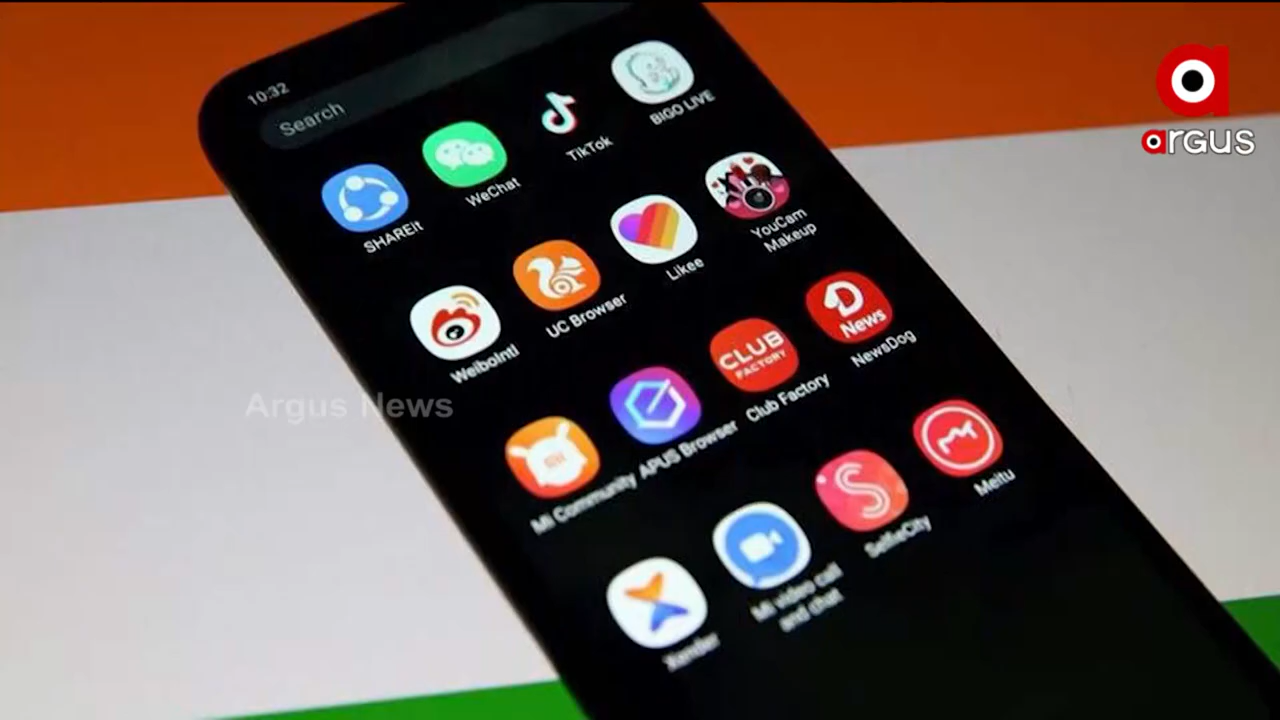 10:32
Search
SHAREit
WeChat
TikTok
BIGO LIVE
WeiboIntl
UC Browser
Likee
YouCam
Makeup
Mi Community
APUS Browser
CLUB
FACTORY
Club Factory
News
NewsDog
Xender
Mi video call
and chat
SelfieCity
Meitu
argus
Argus News